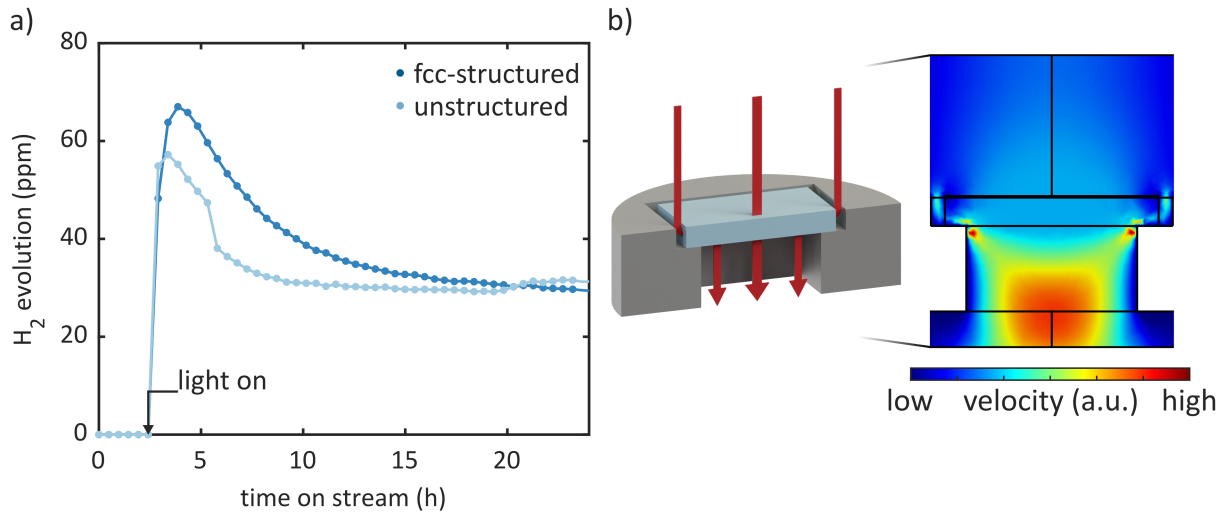 a)
80
60
40
20
0
H2 evolution (ppm)
fcc-structured
unstructured
light on
0 5 10 15 20
time on stream (h)
b)
low velocity (a.u.) high